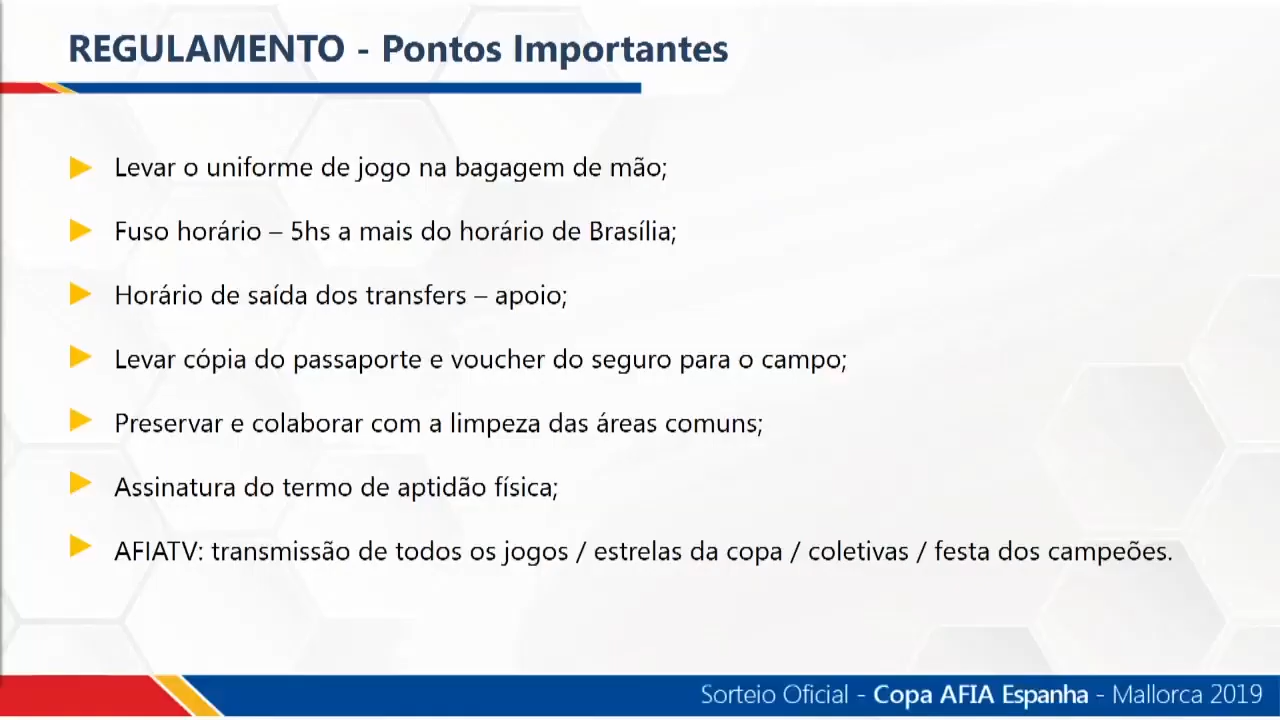 REGULAMENTO - Pontos Importantes
Levar o uniforme de jogo na bagagem de mão;
Fuso horário – 5hs a mais do horário de Brasília;
Horário de saída dos transfers – apoio;
Levar cópia do passaporte e voucher do seguro para o campo;
Preservar e colaborar com a limpeza das áreas comuns;
Assinatura do termo de aptidão física;
AFIATV: transmissão de todos os jogos / estrelas da copa / coletivas / festa dos campeões.
Sorteio Oficial - Copa AFIA Espanha - Mallorca 2019